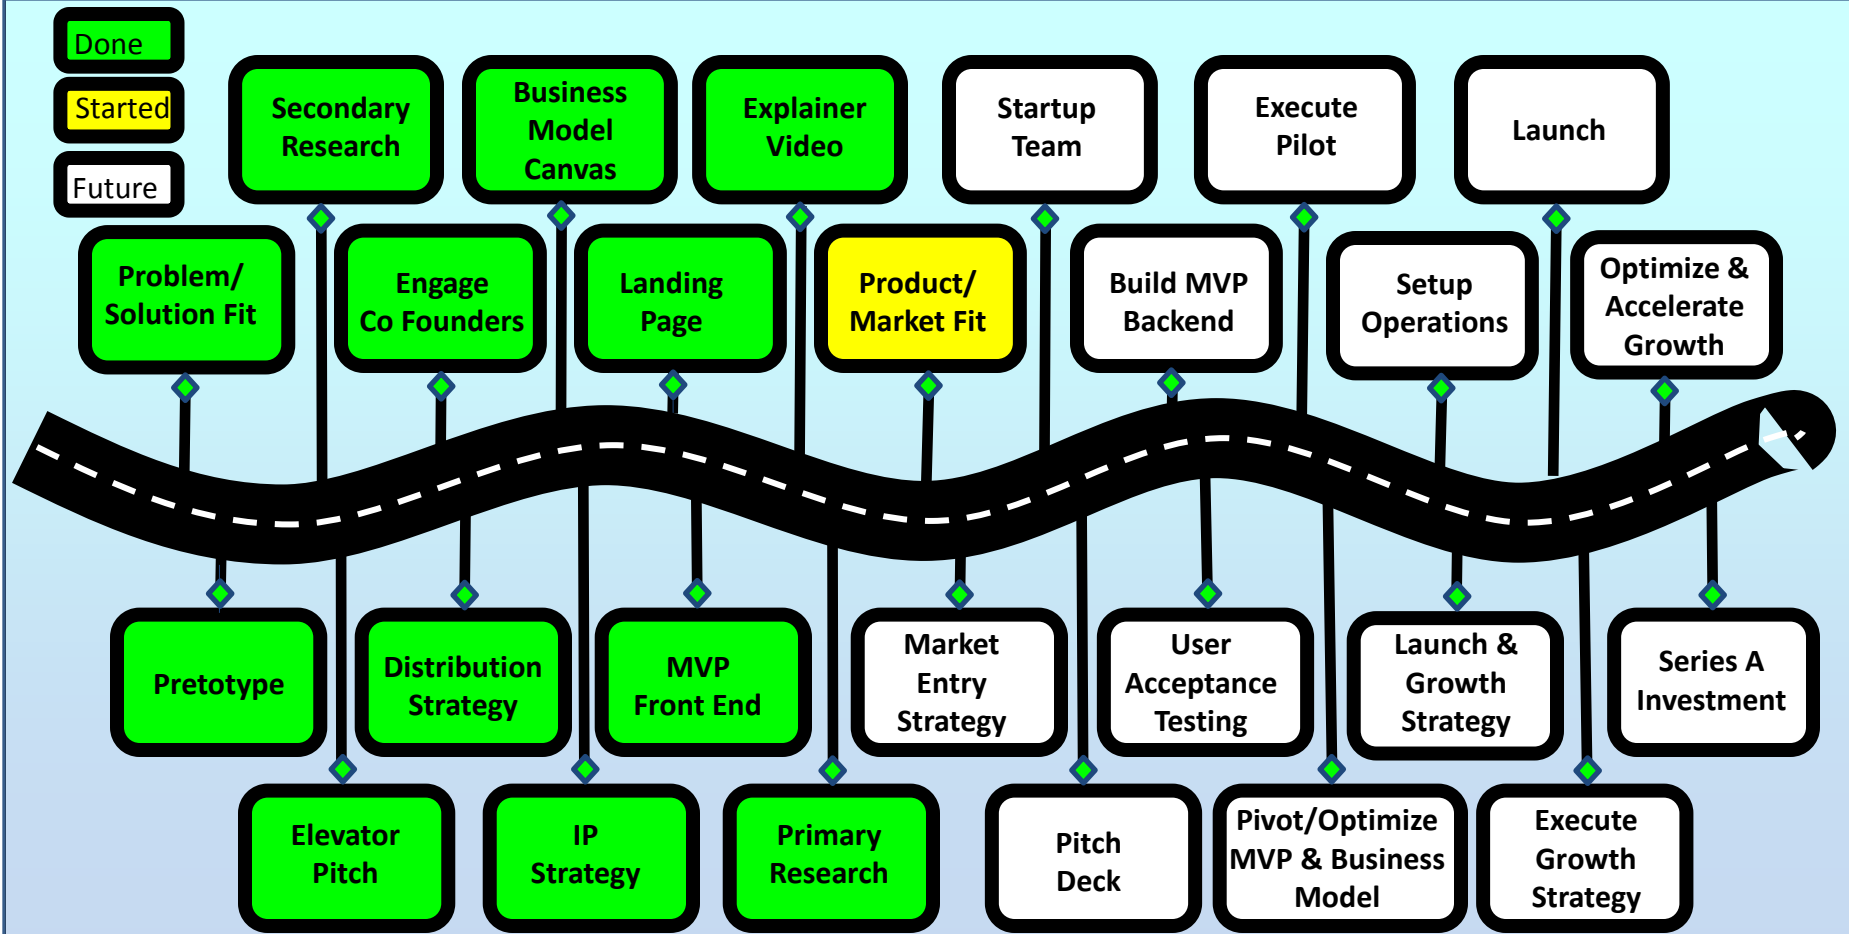 Done
Started
Future
Secondary
Research
Business
Model
Canvas
Explainer
Video
Startup
Team
Execute
Pilot
Launch
Problem/
Solution Fit
Engage
Co Founders
Landing
Page
Product/
Market Fit
Build MVP
Backend
Setup
Operations
Optimize &
Accelerate
Growth
Pretotype
Distribution
Strategy
MVP
Front End
Market
Entry
Strategy
User
Acceptance
Testing
Launch &
Growth
Strategy
Series A
Investment
Elevator
Pitch
IP
Strategy
Primary
Research
Pitch
Deck
Pivot/Optimize
MVP & Business
Model
Execute
Growth
Strategy